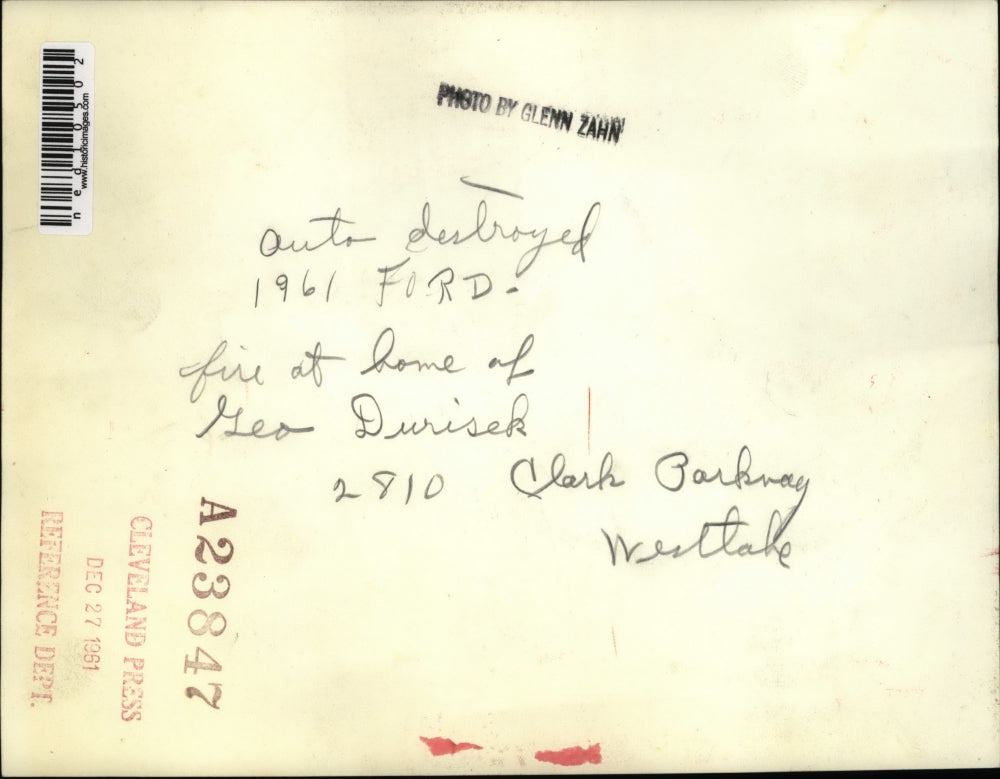 PHOTO BY GLENN ZAHN
auto destroyed
1961 FORD.
fire at home of
Geo Durisek
2810 Clark Parkway
Westlake
A23847
CLEVELAND PRESS
DEC 27 1961
REFERENCE DEPT.
ned10502
www.historicimages.com